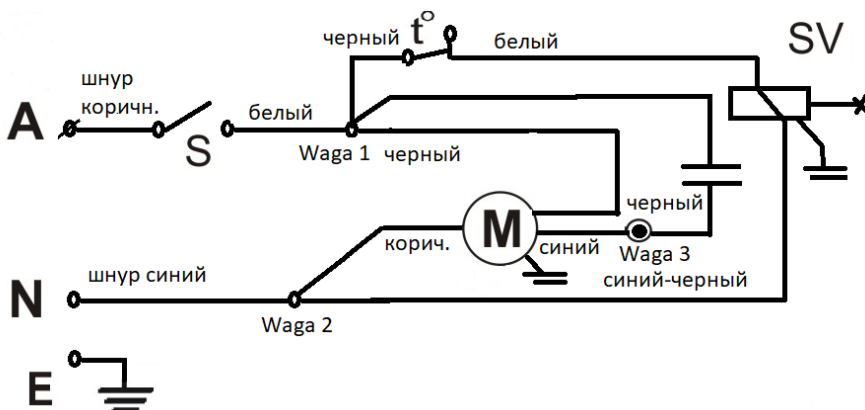 черный
t°
белый
SV
шнур
коричн.
A
S
белый
Waga 1
черный
корич.
M
синий
черный
Waga 3
синий-черный
шнур синий
N
Waga 2
E